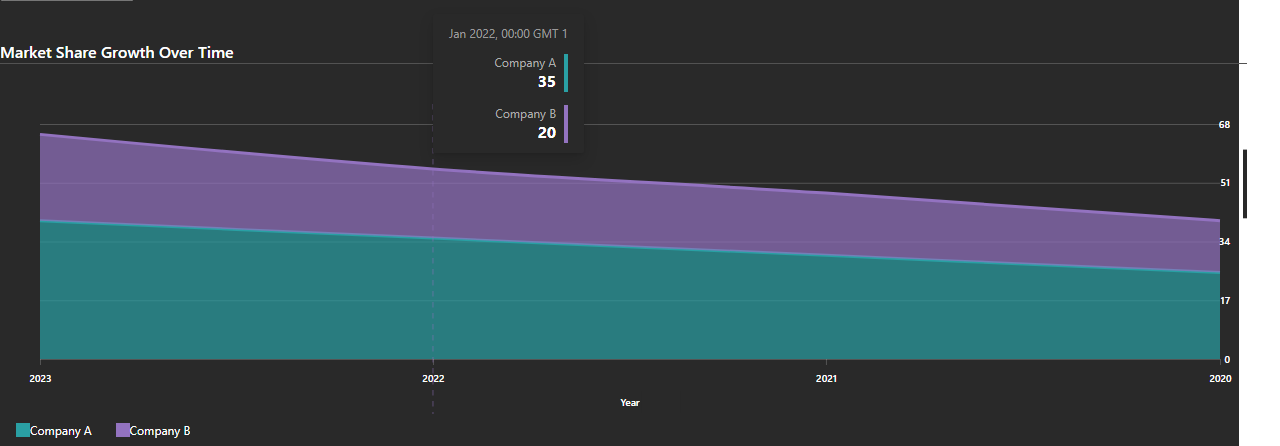 Jan 2022, 00:00 GMT 1
Market Share Growth Over Time
Company A
35
Company B
20
68
51
34
17
0
2023 2022 2021 2020
Year
Company A Company B